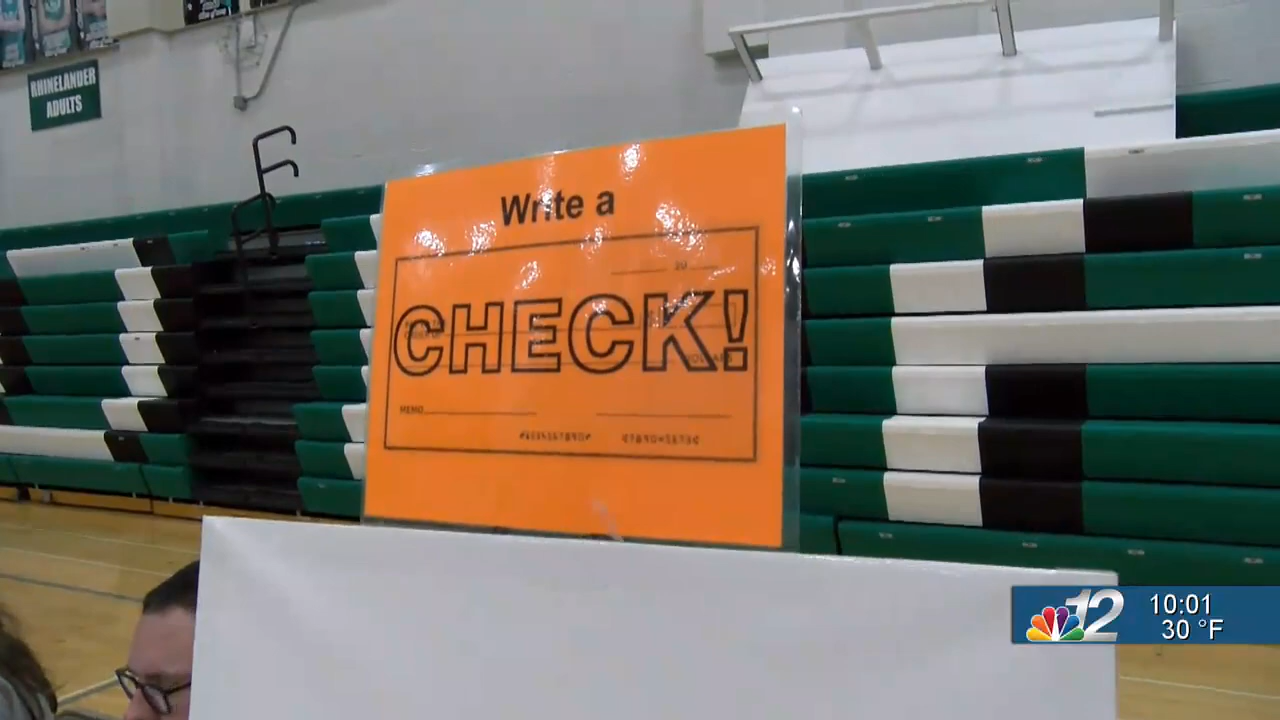 RHINELANDER
ADULTS
Write a
20
CHECK!
MEMO
12
10:01
30 °F